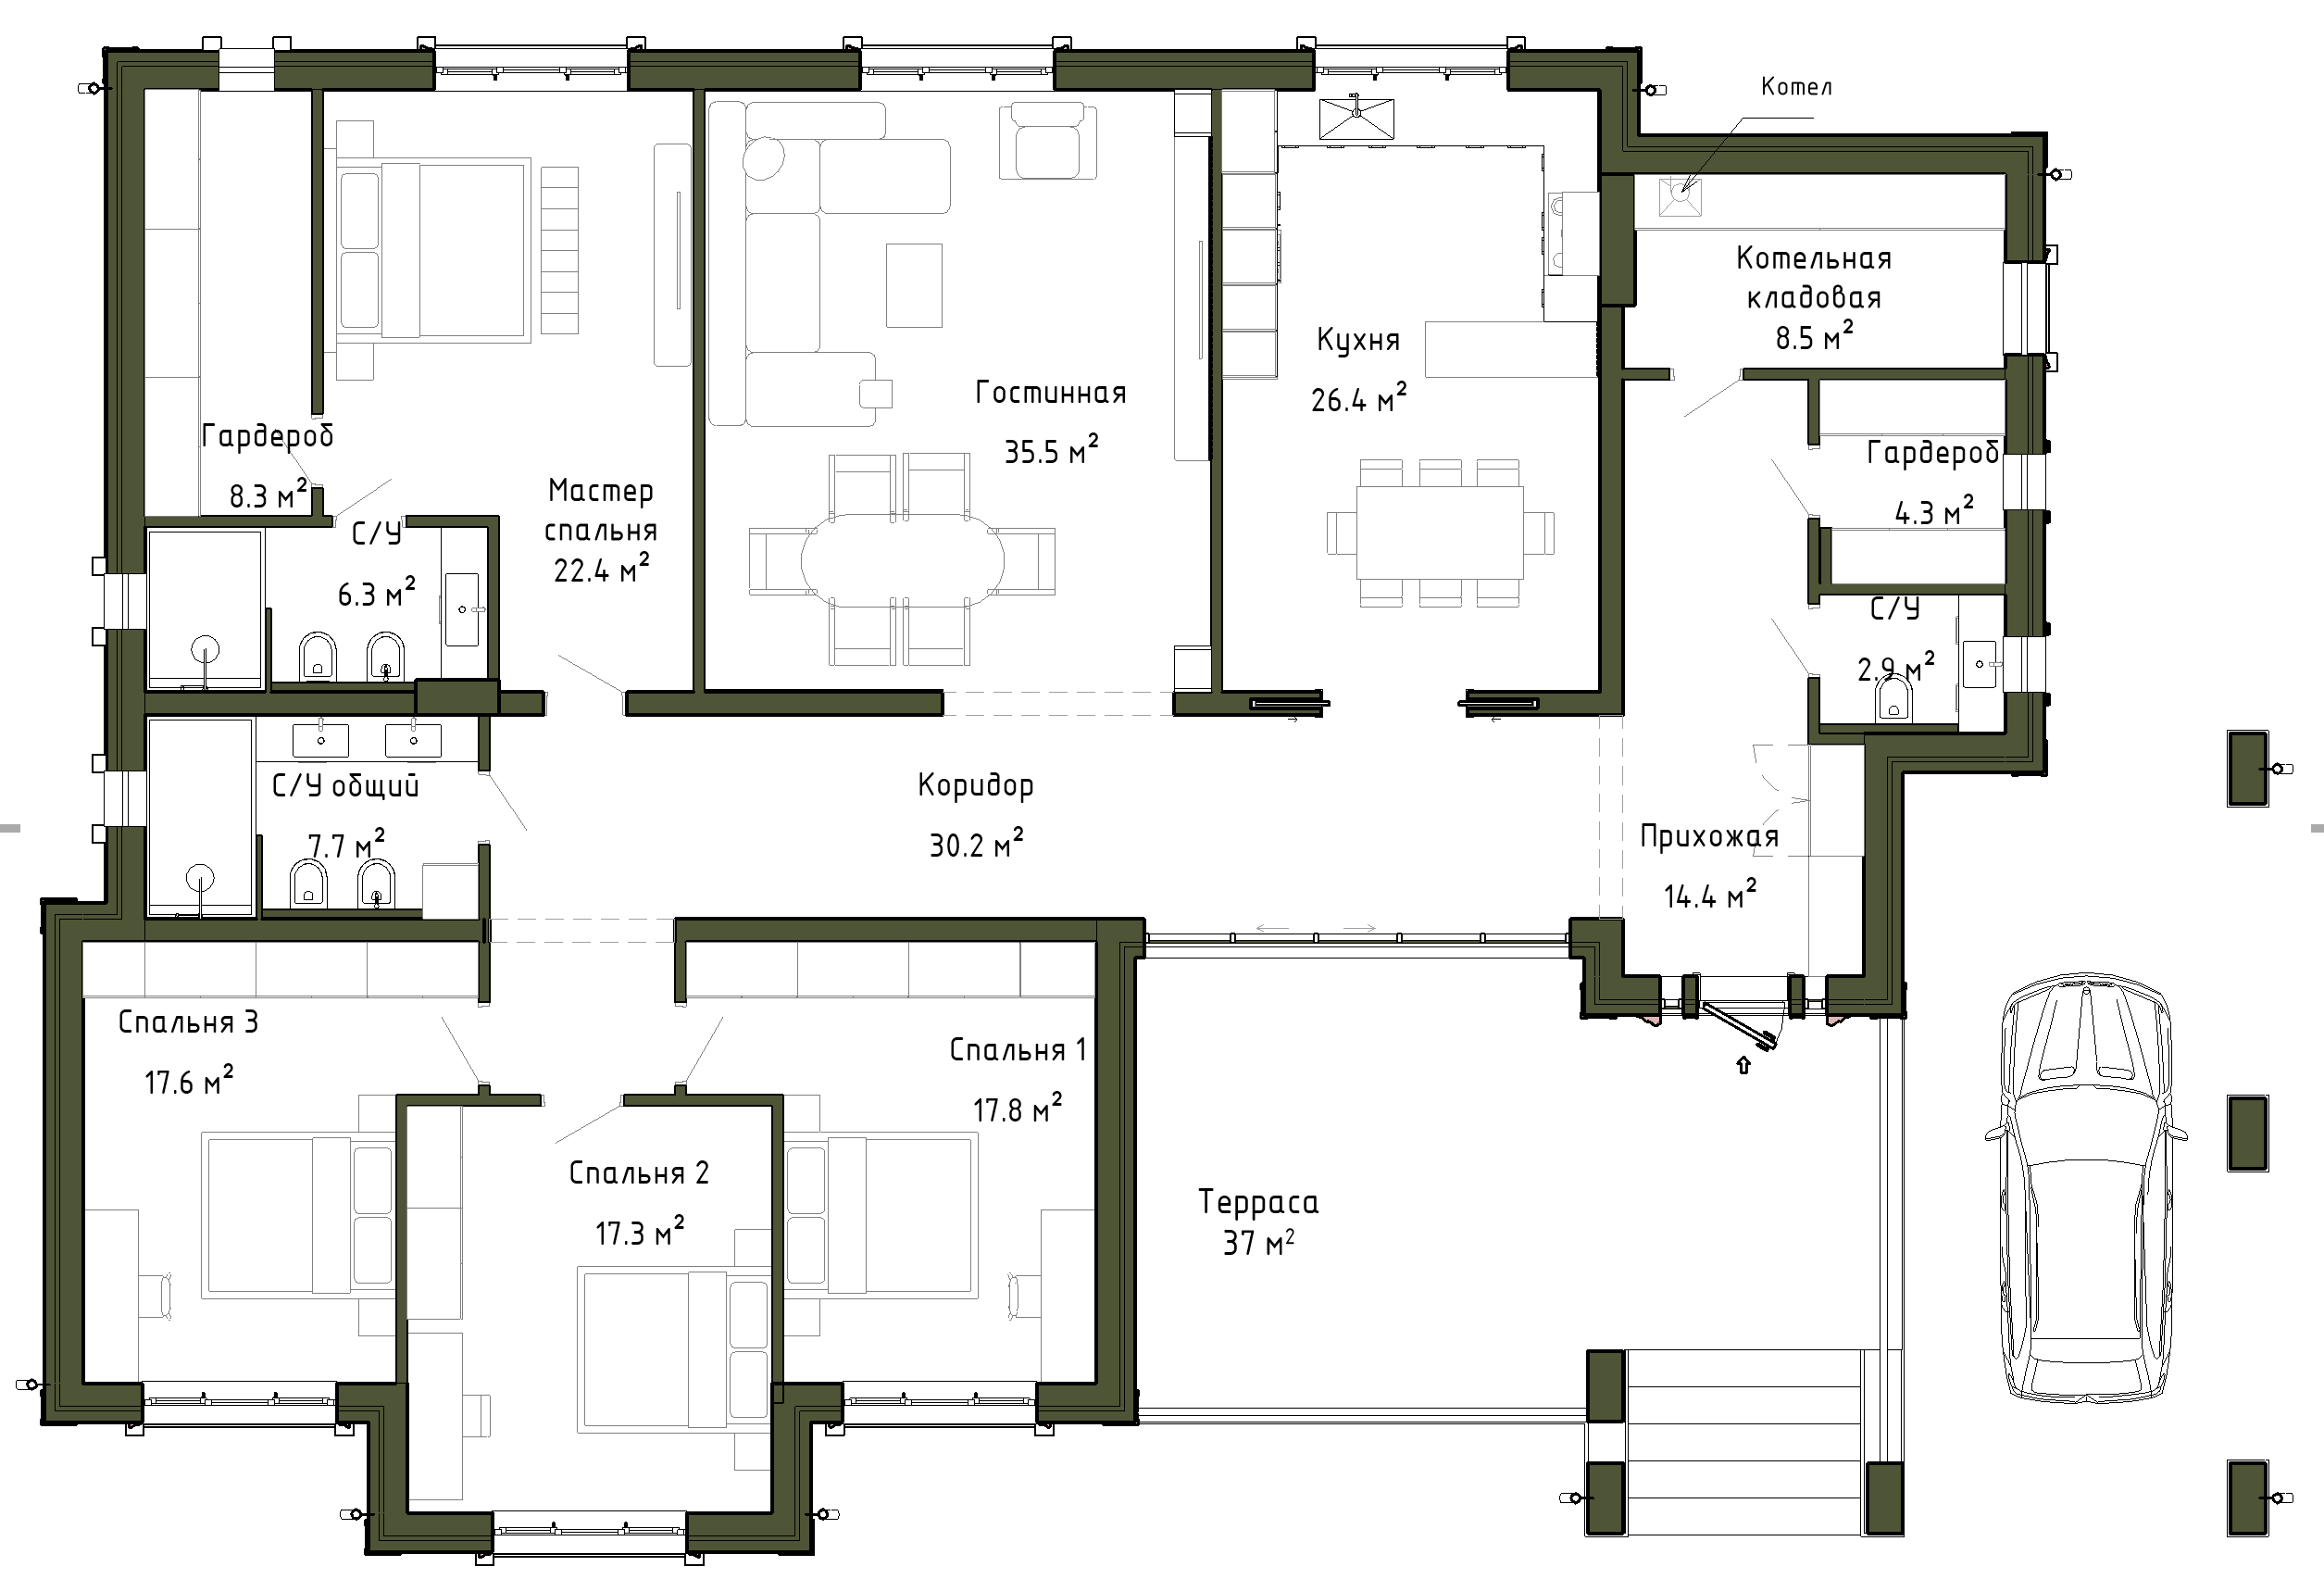 Котел
Котельная
кладовая
8.5 м²
Кухня
26.4 м²
Гостинная
35.5 м²
Гардероб
8.3 м²
Мастер
спальня
22.4 м²
С/У
6.3 м²
Гардероб
4.3 м²
С/У
2.9 м²
С/У общий
7.7 м²
Коридор
30.2 м²
Прихожая
14.4 м²
Спальня 3
17.6 м²
Спальня 1
17.8 м²
Спальня 2
17.3 м²
Терраса
37 м²